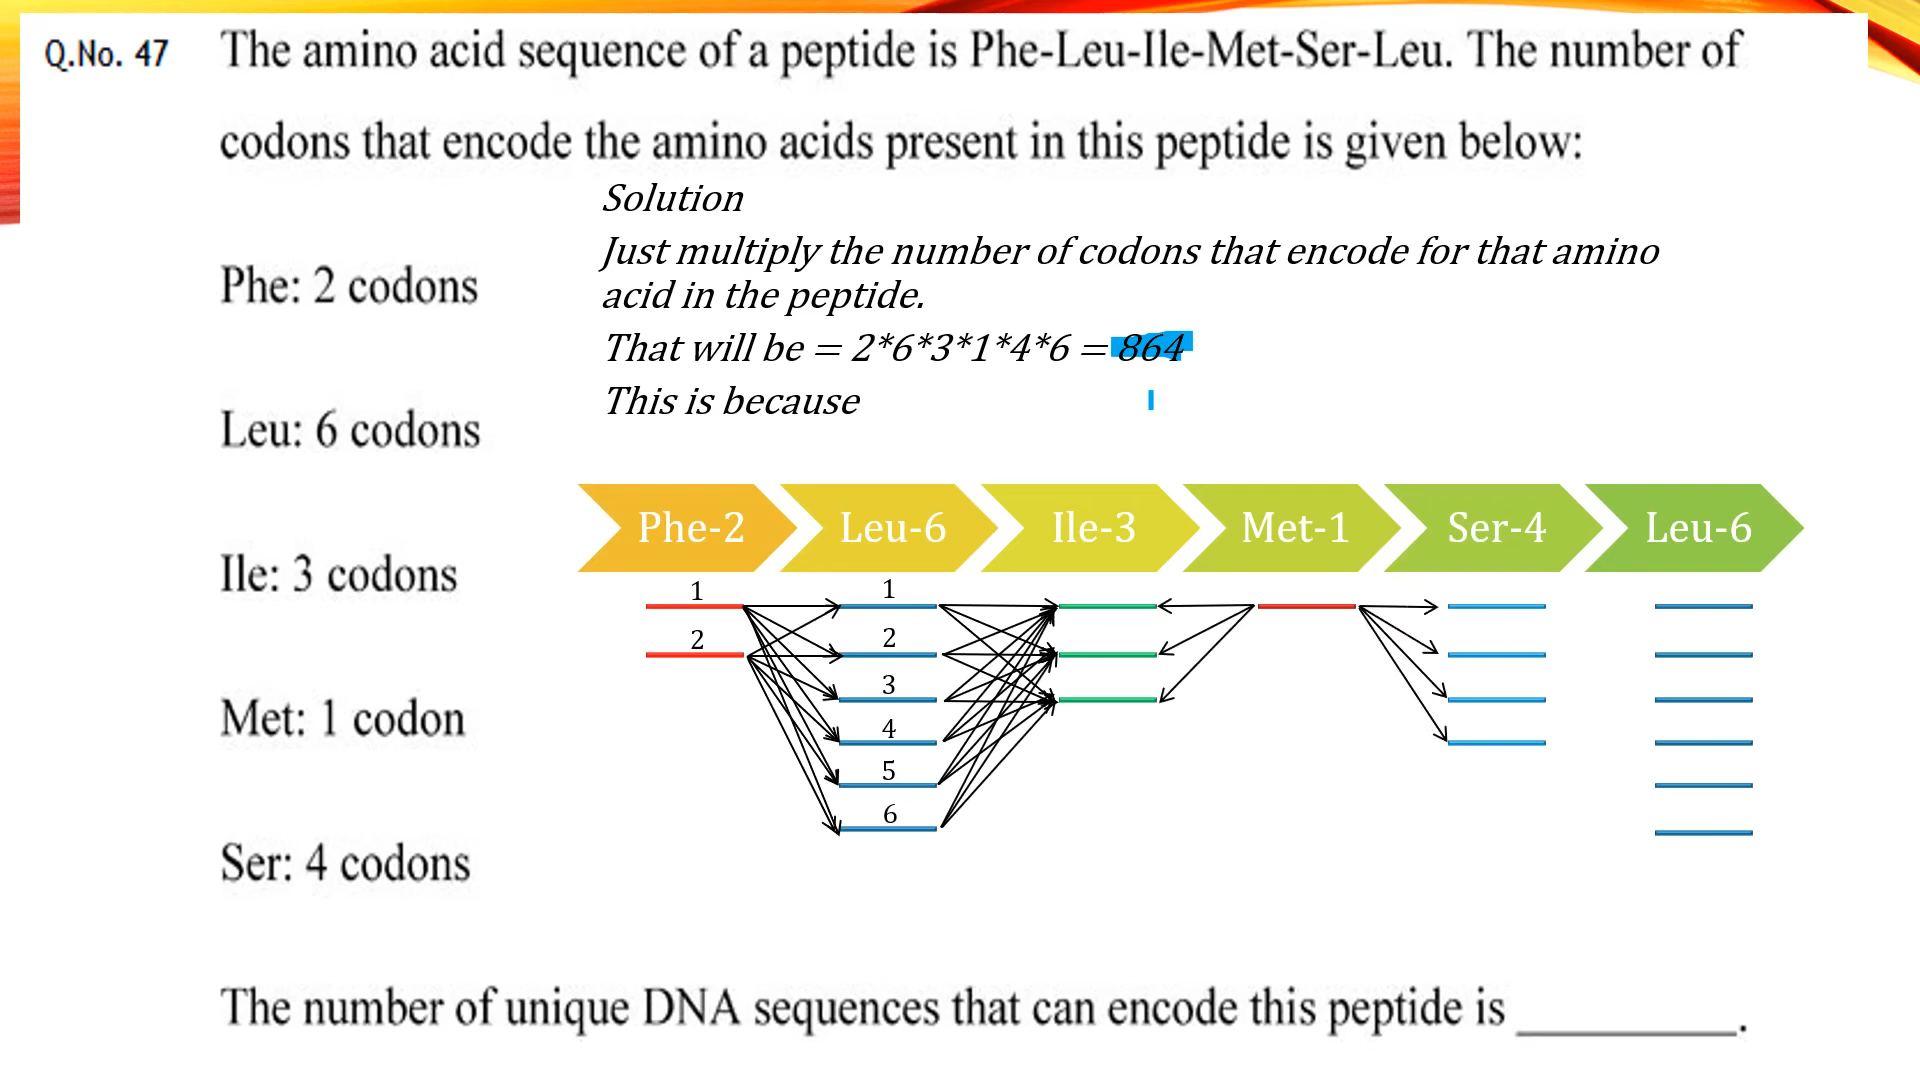 Q.No. 47
The amino acid sequence of a peptide is Phe-Leu-Ile-Met-Ser-Leu. The number of
codons that encode the amino acids present in this peptide is given below:
Solution
Just multiply the number of codons that encode for that amino
acid in the peptide.
That will be = 2*6*3*1*4*6 = 864
This is because
Phe: 2 codons
Leu: 6 codons
Ile: 3 codons
Met: 1 codon
Ser: 4 codons
Phe-2 Leu-6 Ile-3 Met-1 Ser-4 Leu-6
1 1
2 2
3
4
5
6
The number of unique DNA sequences that can encode this peptide is __________.